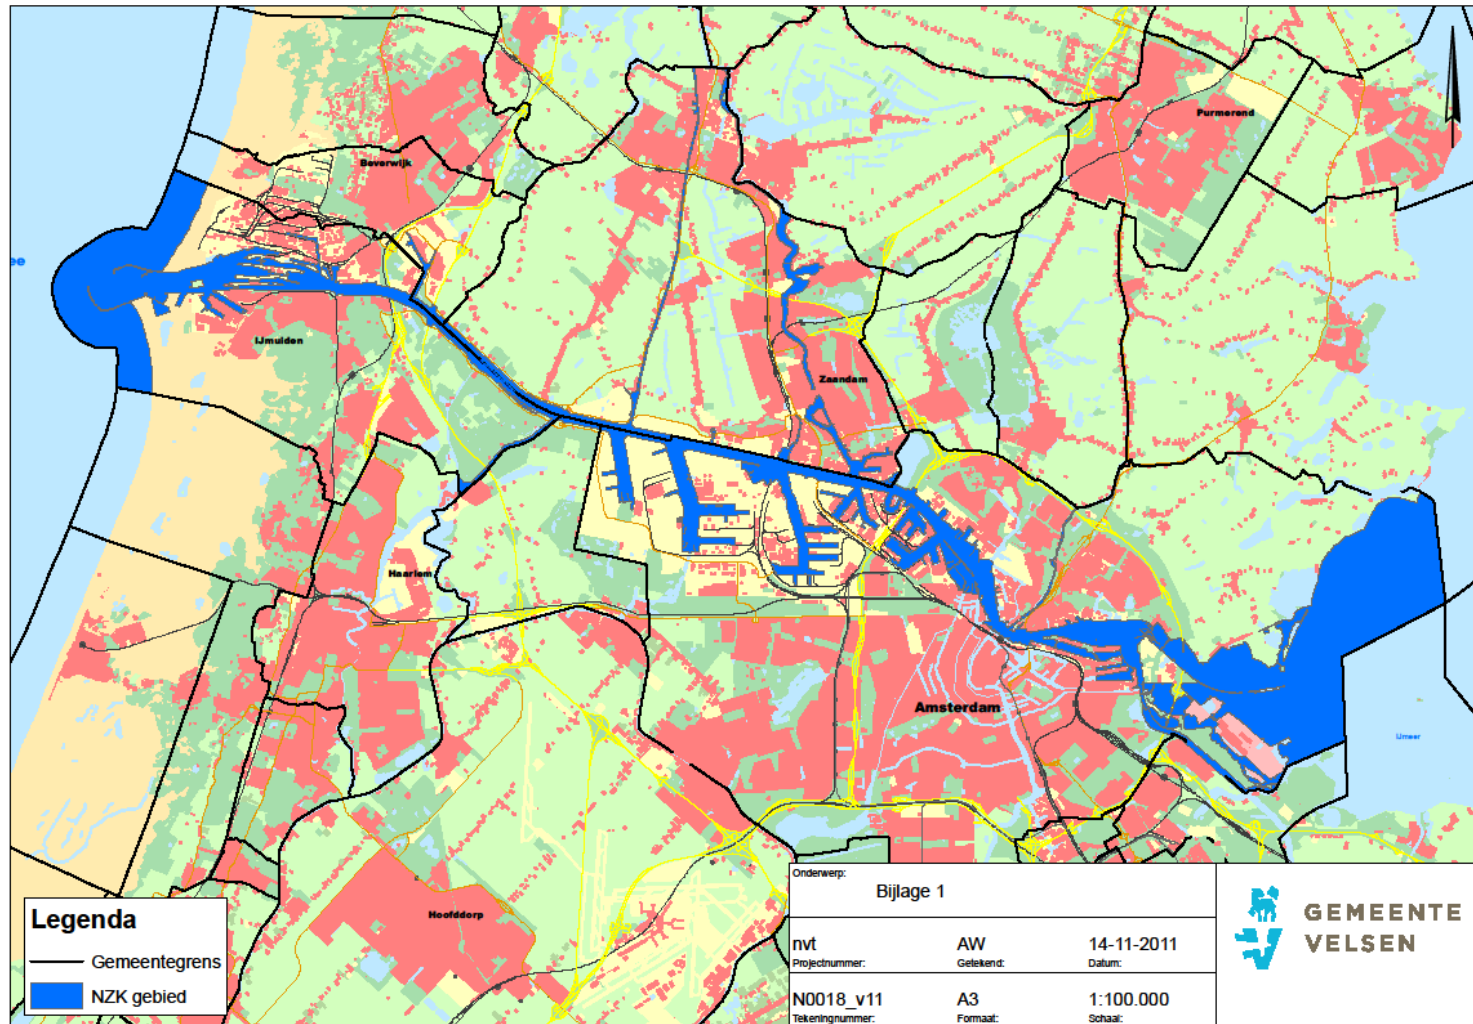 Purmerend
Beverwijk
ee
IJmuiden
Zaandam
Haarlem
Amsterdam
IJmeer
Hoofddorp
Legenda
Gemeentegrens
NZK gebied
Onderwerp:
Bijlage 1
nvt AW 14-11-2011
Projectnummer: Getekend: Datum:
N0018_v11 A3 1:100.000
Tekeningnummer: Formaat: Schaal:
GEMEENTE
VELSEN